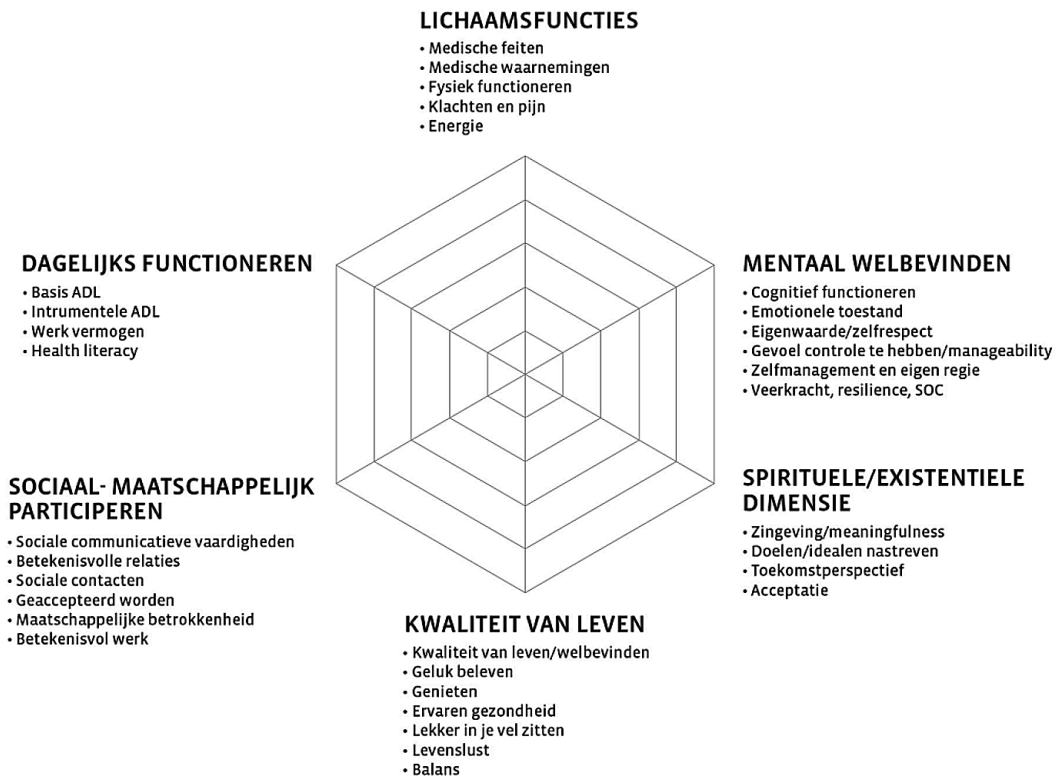 LICHAAMSFUNCTIES
• Medische feiten
• Medische waarnemingen
• Fysiek functioneren
• Klachten en pijn
• Energie
DAGELIJKS FUNCTIONEREN
• Basis ADL
• Intrumentele ADL
• Werk vermogen
• Health literacy
MENTAAL WELBEVINDEN
• Cognitief functioneren
• Emotionele toestand
• Eigenwaarde/zelfrespect
• Gevoel controle te hebben/manageability
• Zelfmanagement en eigen regie
• Veerkracht, resilience, SOC
SOCIAAL- MAATSCHAPPELIJK
PARTICIPEREN
• Sociale communicatieve vaardigheden
• Betekenisvolle relaties
• Sociale contacten
• Geaccepteerd worden
• Maatschappelijke betrokkenheid
• Betekenisvol werk
SPIRITUELE/EXISTENTIELE
DIMENSIE
• Zingeving/meaningfulness
• Doelen/idealen nastreven
• Toekomstperspectief
• Acceptatie
KWALITEIT VAN LEVEN
• Kwaliteit van leven/welbevinden
• Geluk beleven
• Genieten
• Ervaren gezondheid
• Lekker in je vel zitten
• Levenslust
• Balans